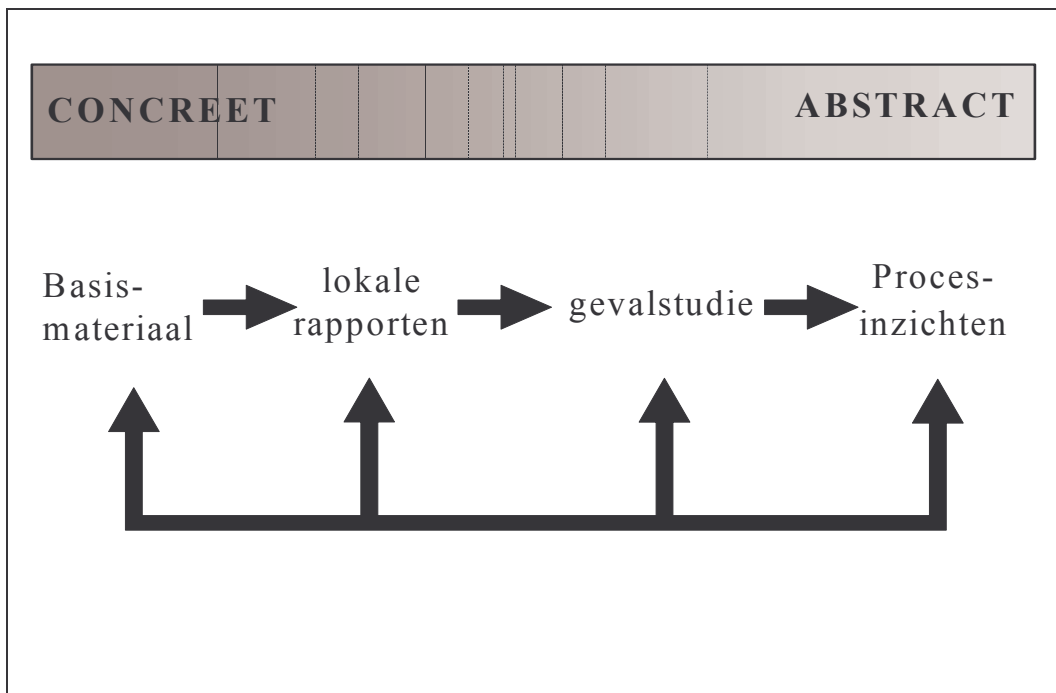 CONCREET ABSTRACT
Basis-
materiaal
lokale
rapporten
gevalstudie
Proces-
inzichten